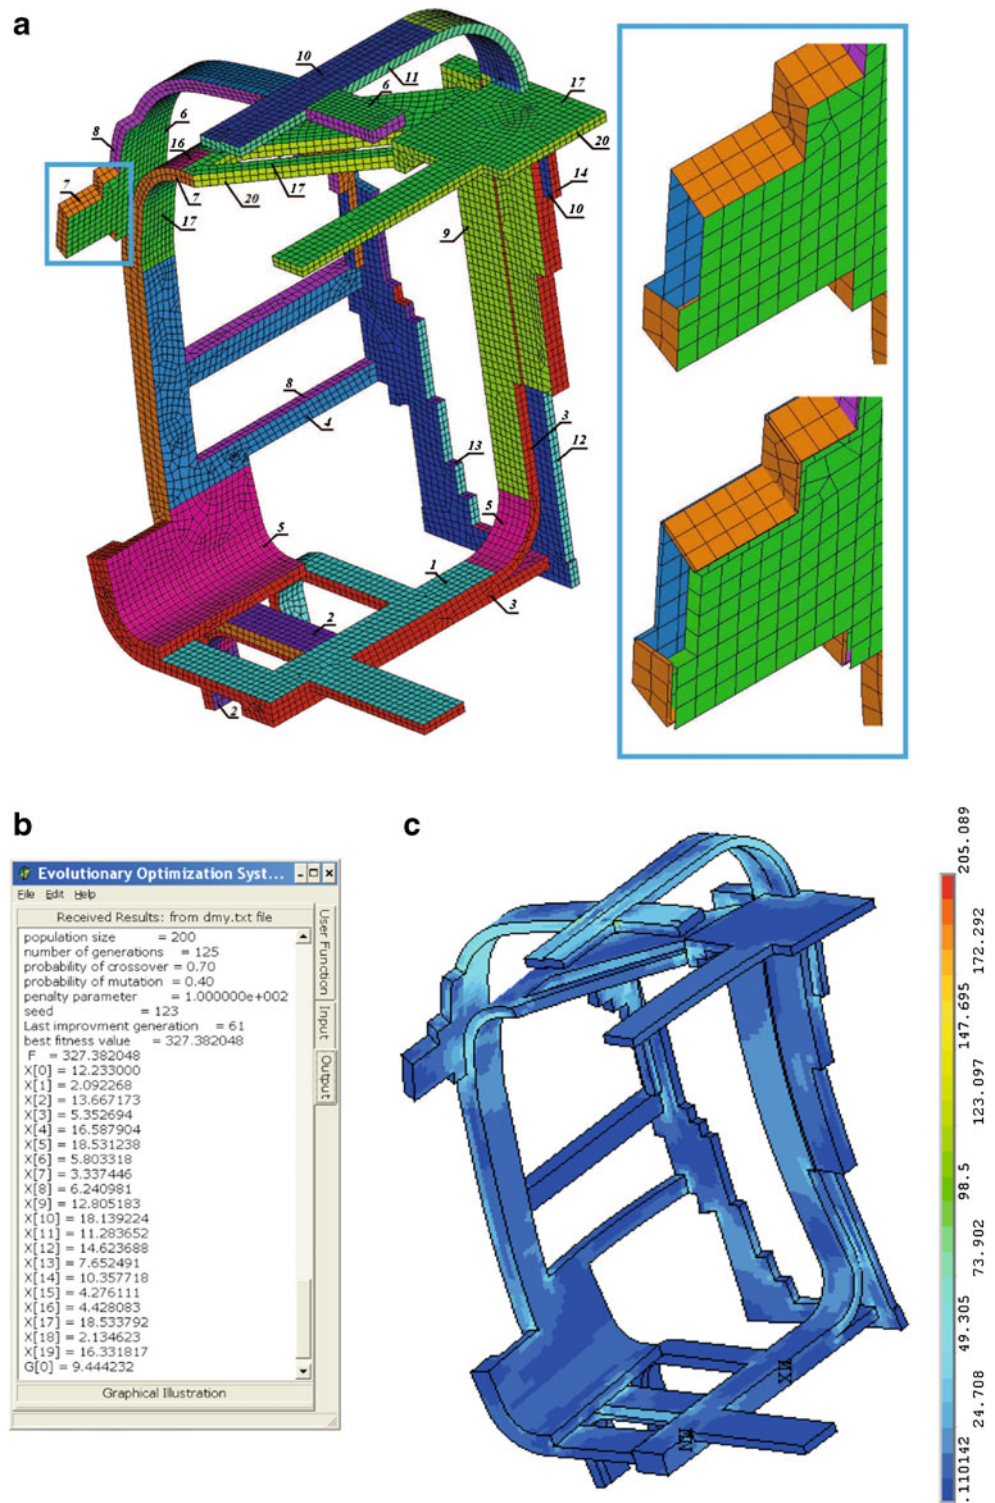 a
10
11
6
17
6
8
16
20
7
7
14
17
20
17
10
9
8
4
3
12
13
5
5
1
3
2
2
b
c
Evolutionary Optimization Syst...
File Edit Help
Received Results: from dmy.txt file
population size = 200
number of generations = 125
probability of crossover = 0.70
probability of mutation = 0.40
penalty parameter = 1.000000e+002
seed = 123
Last improvment generation = 61
best fitness value = 327.382048
F = 327.382048
X[0] = 12.233000
X[1] = 2.092268
X[2] = 13.667173
X[3] = 5.352694
X[4] = 16.587904
X[5] = 18.531238
X[6] = 5.803318
X[7] = 3.337446
X[8] = 6.240981
X[9] = 12.805183
X[10] = 18.139224
X[11] = 11.283652
X[12] = 14.623688
X[13] = 7.652491
X[14] = 10.357718
X[15] = 4.276111
X[16] = 4.428083
X[17] = 18.533792
X[18] = 2.134623
X[19] = 16.331817
G[0] = 9.444232
Graphical Illustration
User Function
Input
Output
MX
MN
205.089
172.292
147.695
123.097
98.5
73.902
49.305
24.708
.110142